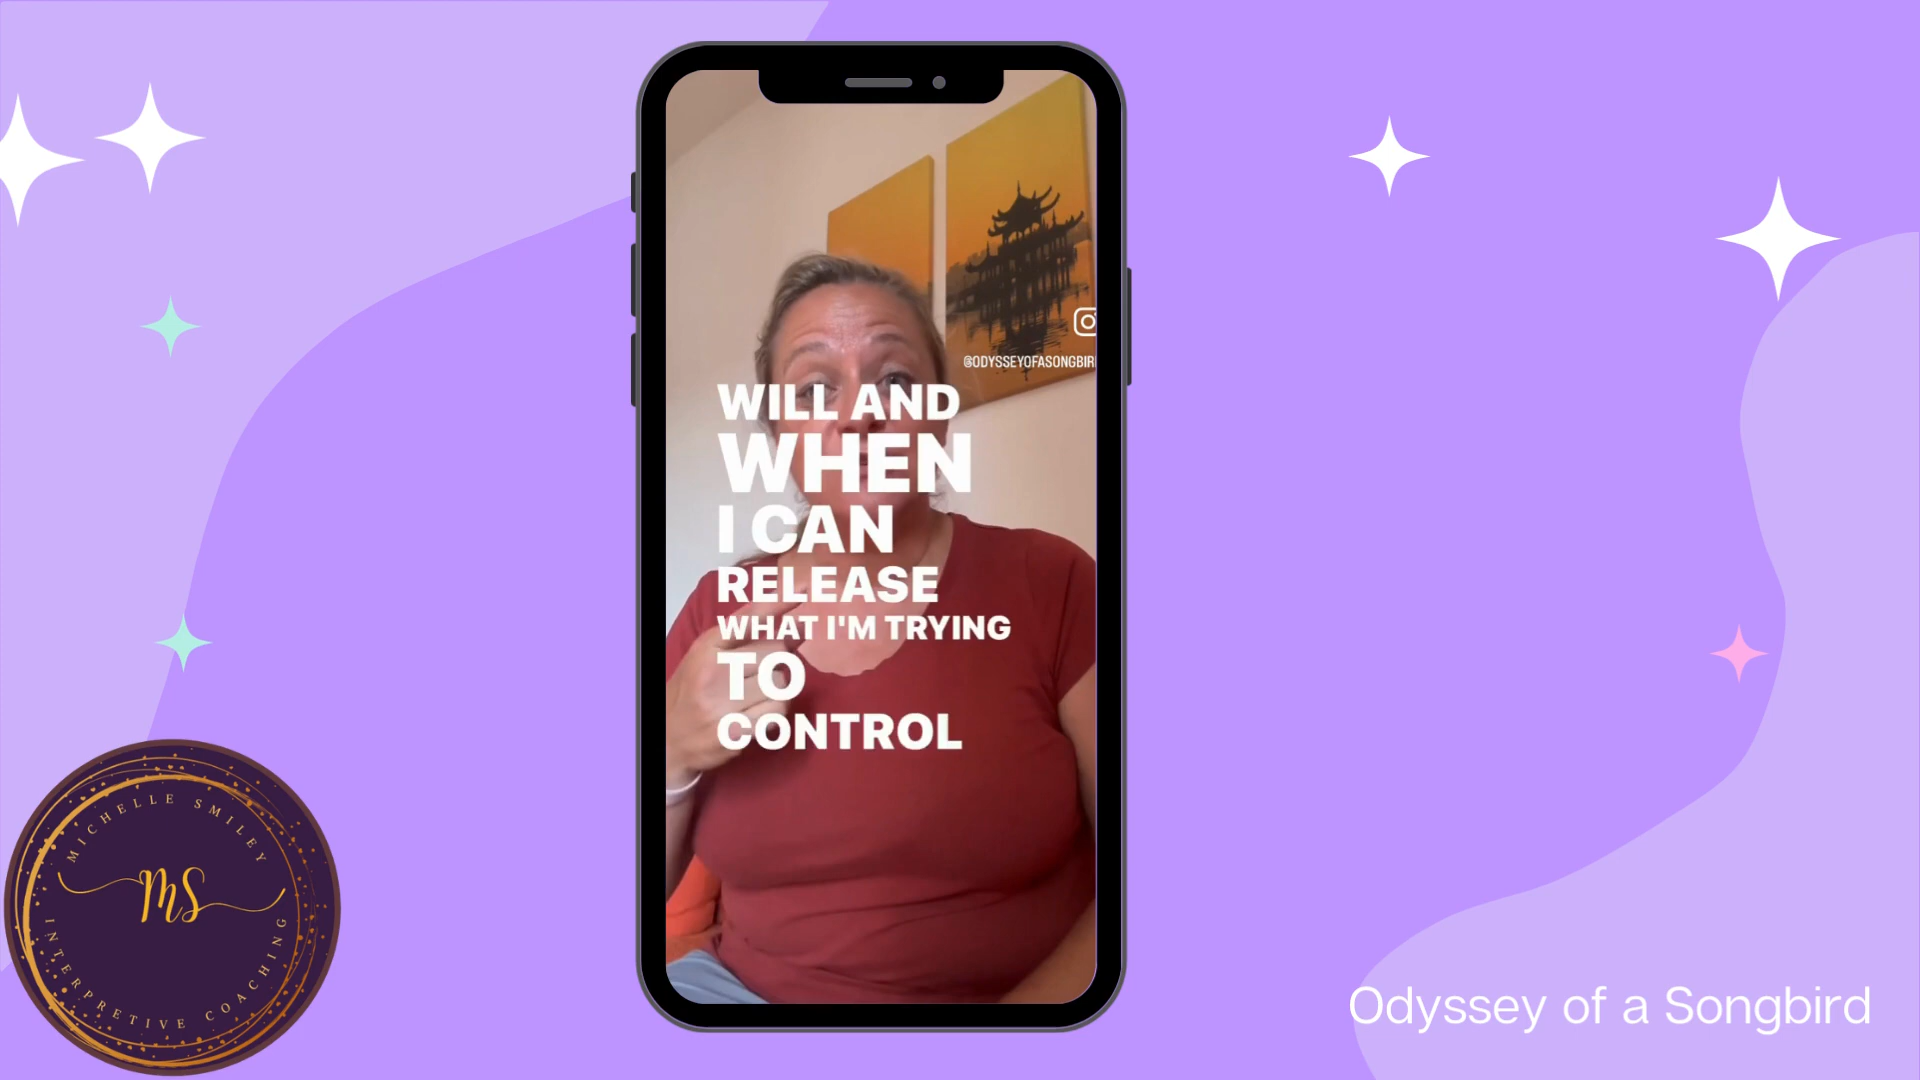 @ODYSSEYOFASONGBIR
WILL AND
WHEN
I CAN
RELEASE
WHAT I'M TRYING
TO
CONTROL
MICHELLE SMILEY
MS
INTERPRETIVE COACHING
Odyssey of a Songbird